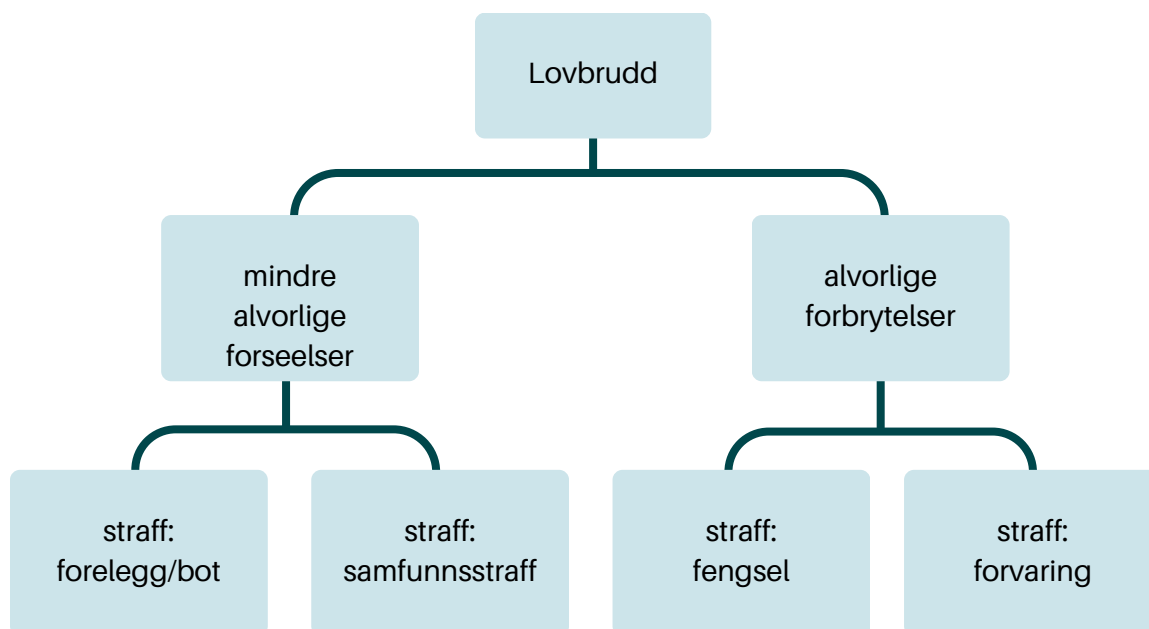 Lovbrudd
mindre
alvorlige
forseelser
alvorlige
forbrytelser
straff:
forelegg/bot
straff:
samfunnsstraff
straff:
fengsel
straff:
forvaring